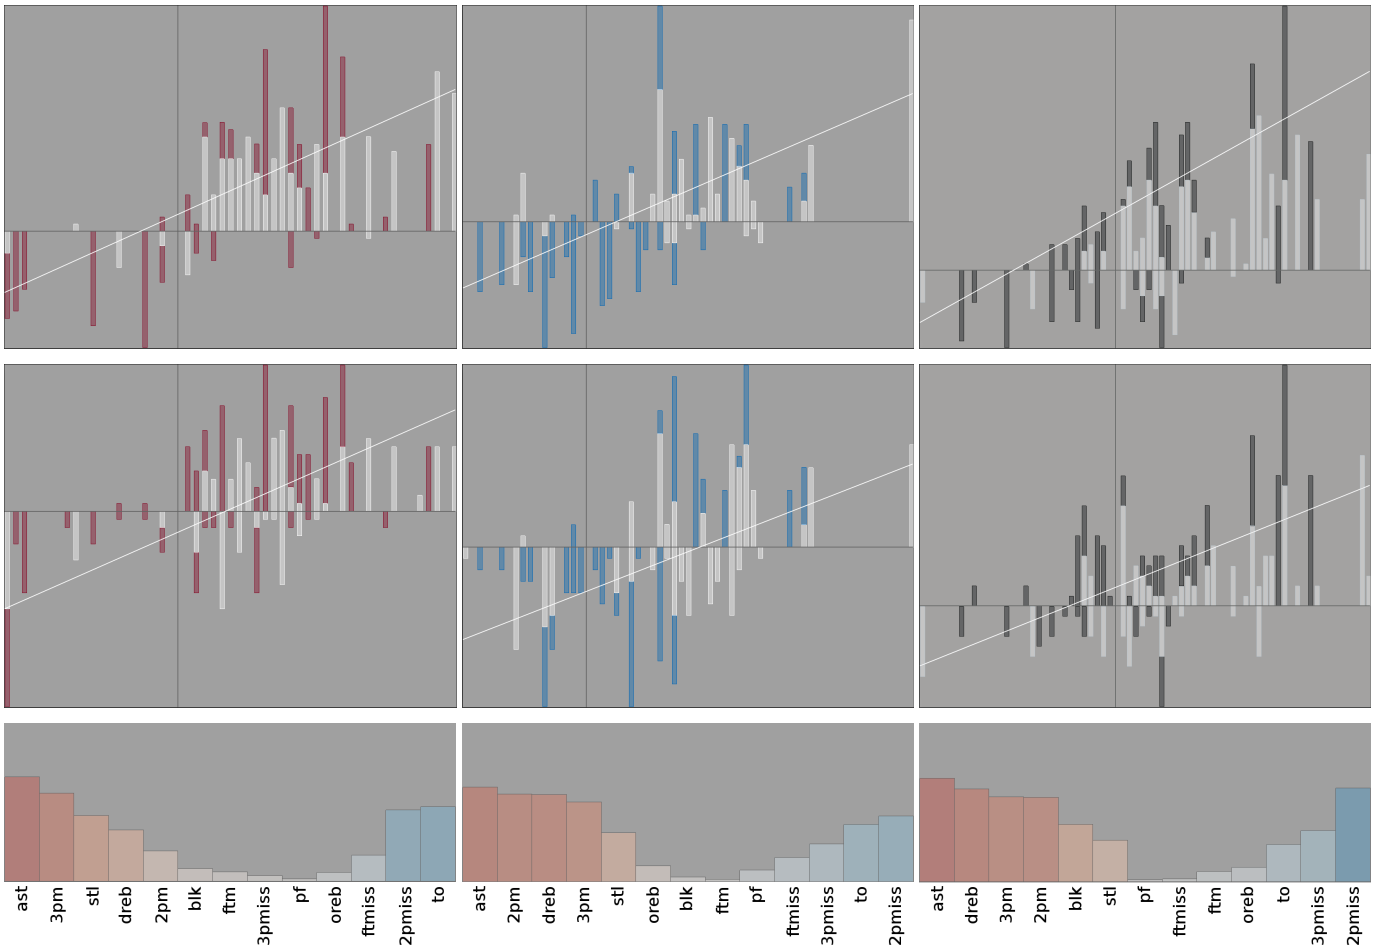 ast
3pm
stl
dreb
2pm
blk
ftm
3pmiss
pf
oreb
ftmiss
2pmiss
to
ast
2pm
dreb
3pm
stl
oreb
blk
ftm
pf
ftmiss
3pmiss
to
2pmiss
ast
dreb
3pm
2pm
blk
stl
pf
ftmiss
ftm
oreb
to
3pmiss
2pmiss